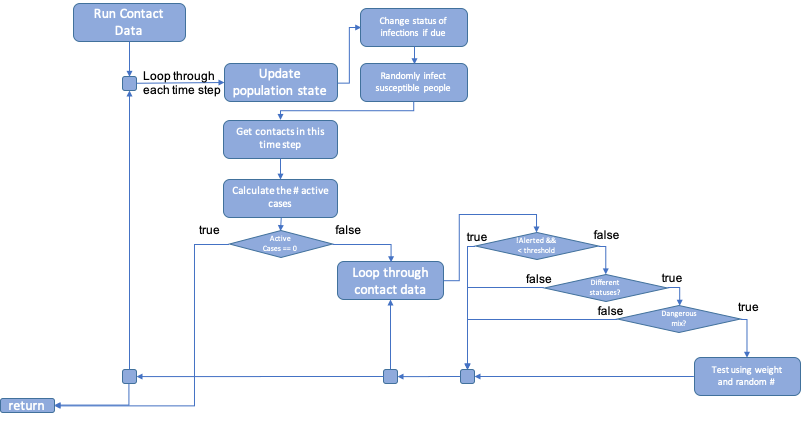 Run Contact
Data
Change status of
infections if due
Loop through
each time step
Update
population state
Randomly infect
susceptible people
Get contacts in this
time step
Calculate the # active
cases
true
false
Active
Cases == 0
Loop through
contact data
true
!Alerted &&
< threshold
false
false
Different
statuses?
true
false
Dangerous
mix?
true
Test using weight
and random #
return